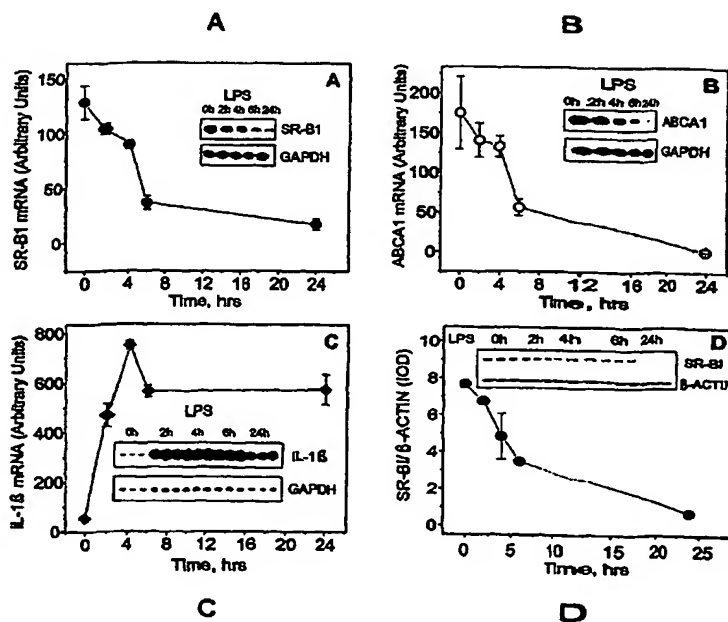 A
B
SR-B1 mRNA (Arbitrary Units)
150
100
50
0
A
LPS
0h 2h 4h 6h 24h
SR-B1
GAPDH
0 4 8 12 16 20 24
Time, hrs
ABCA1 mRNA (Arbitrary Units)
200
150
100
50
0
B
LPS
0h 2h 4h 6h 24h
ABCA1
GAPDH
0 4 8 12 16 20 24
Time, hrs
IL-1ß mRNA (Arbitrary Units)
800
600
400
200
0
C
LPS
0h 2h 4h 6h 24h
IL-1ß
GAPDH
0 4 8 12 16 20 24
Time, hrs
SR-BI/ß-ACTIN (IOD)
10
8
6
4
2
0
LPS 0h 2h 4h 6h 24h
D
SR-BI
ß-ACTIN
0 5 10 15 20 25
Time, hrs
C
D